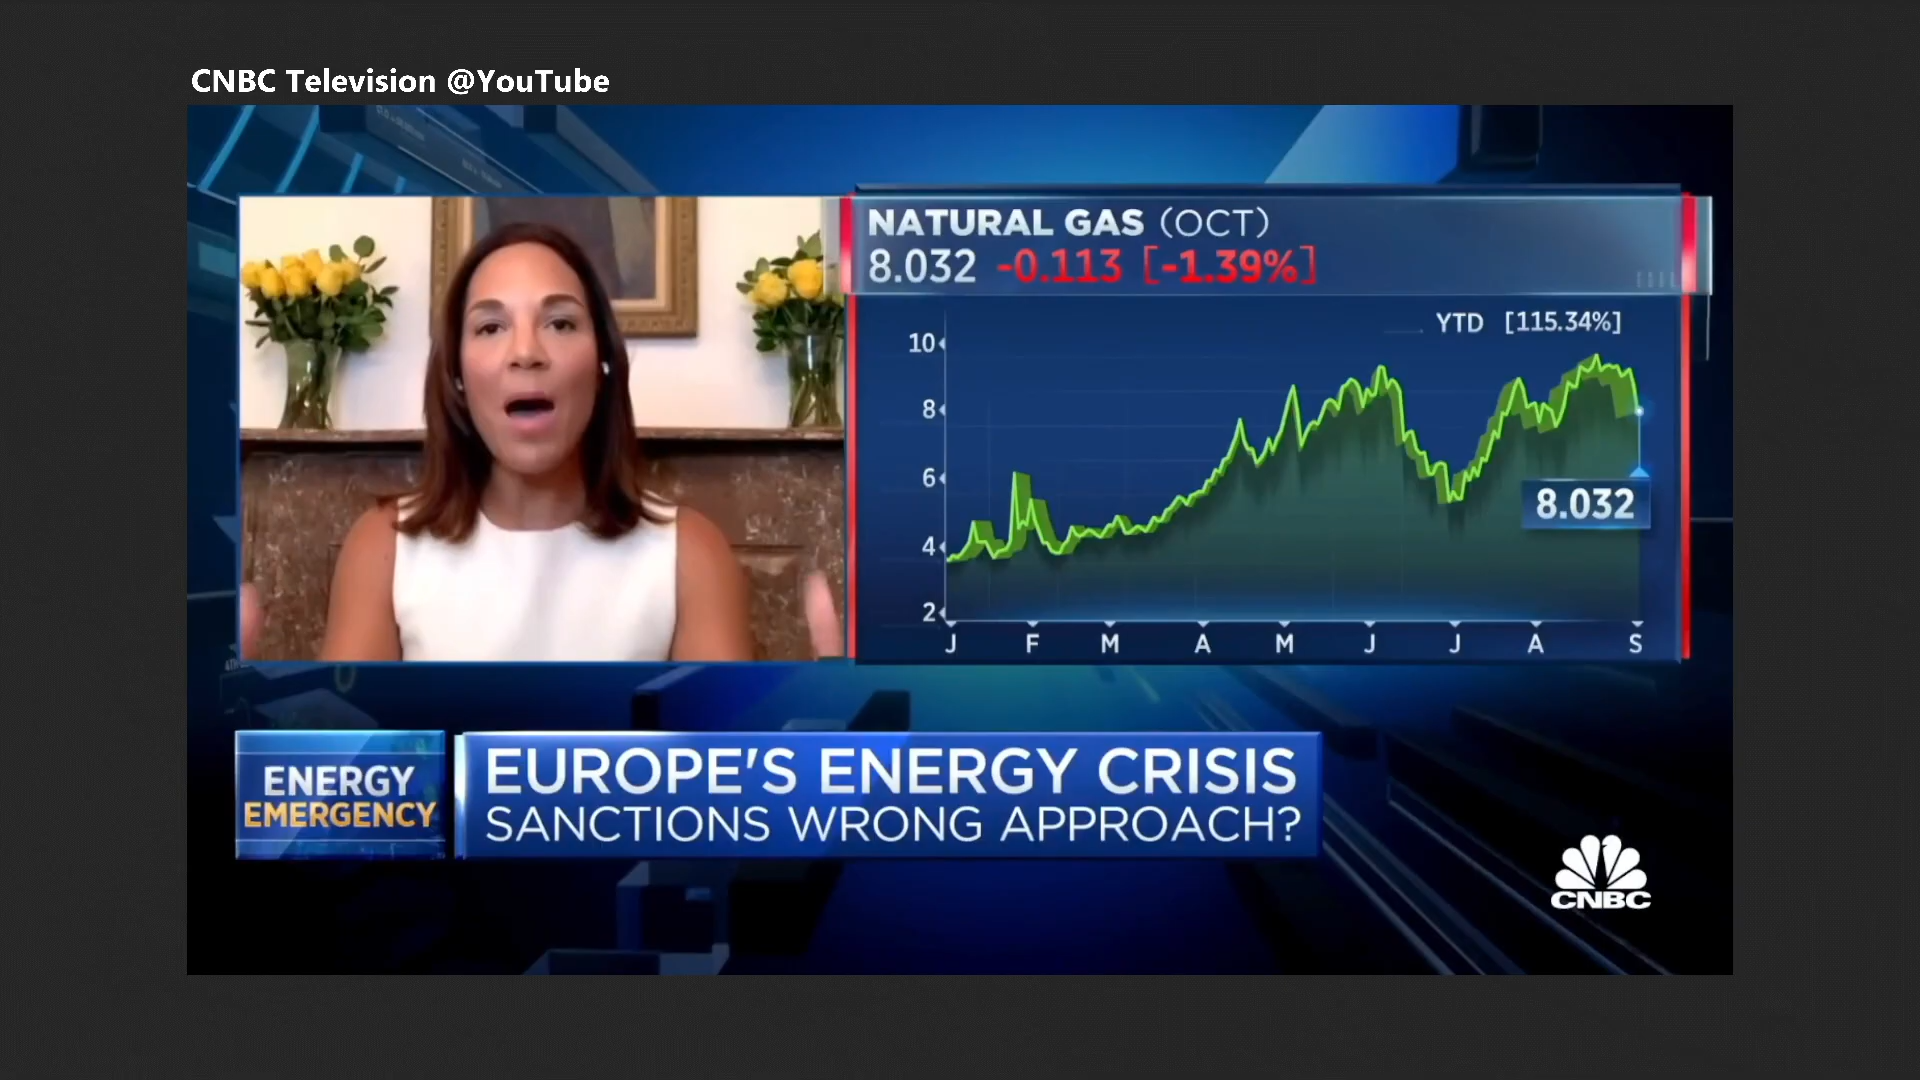 CNBC Television @YouTube
NATURAL GAS (OCT)
8.032 -0.113 [-1.39%]
YTD [115.34%]
10
8
6
4
2
8.032
J F M A M J J A S
ENERGY
EMERGENCY
EUROPE'S ENERGY CRISIS
SANCTIONS WRONG APPROACH?
CNBC